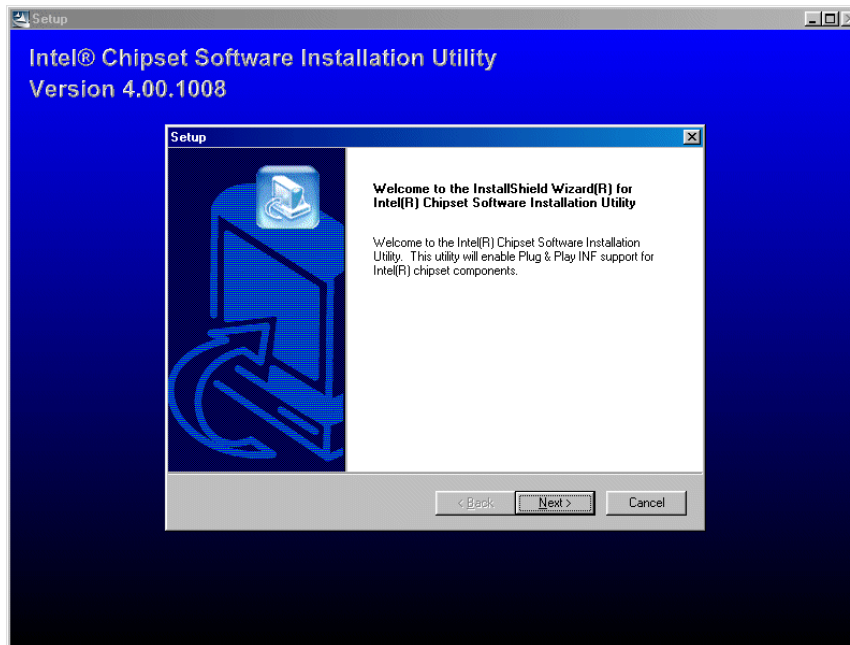 Setup
Intel® Chipset Software Installation Utility
Version 4.00.1008
Setup
Welcome to the InstallShield Wizard(R) for
Intel(R) Chipset Software Installation Utility
Welcome to the Intel(R) Chipset Software Installation
Utility. This utility will enable Plug & Play INF support for
Intel(R) chipset components.
< Back
Next >
Cancel